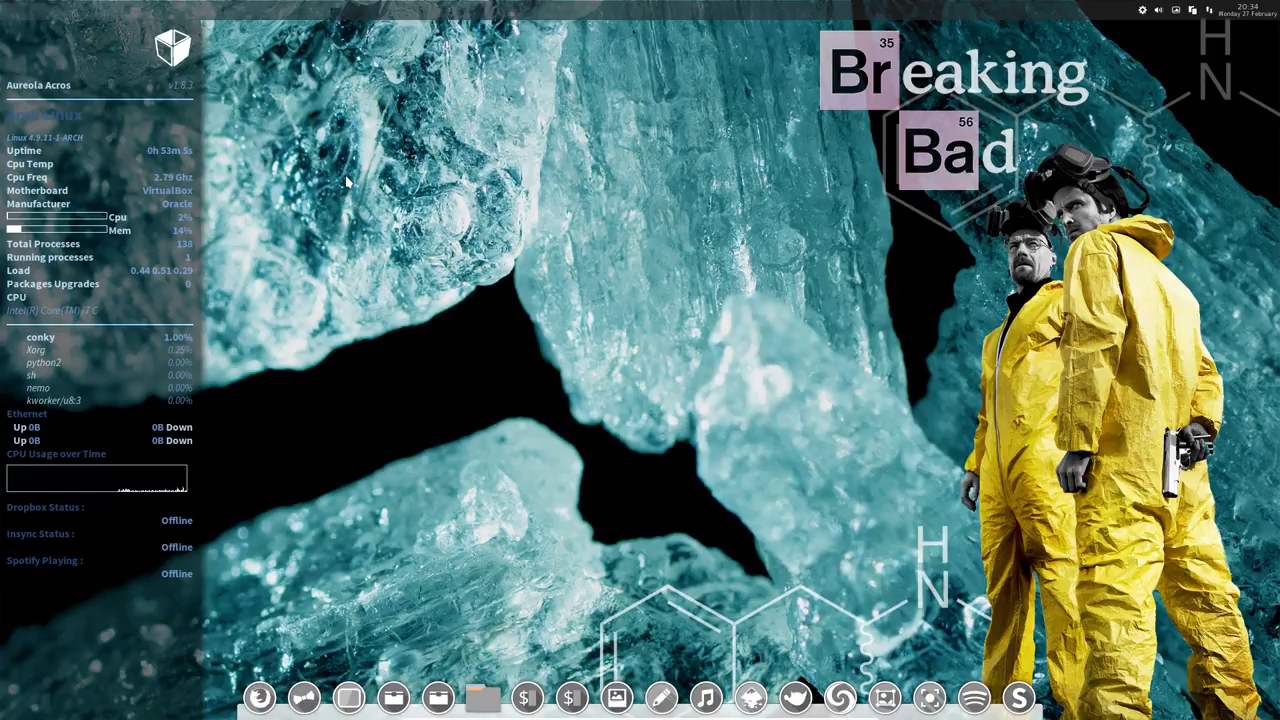 20:34
Monday 27 February
35
Breaking
56
Bad
H
N
H
N
Aureola Acros v1.8.3
Linux 4.9.11-1-ARCH
Uptime 0h 53m 5s
Cpu Temp
Cpu Freq 2.79 Ghz
Motherboard VirtualBox
Manufacturer Oracle
Cpu 2%
Mem 14%
Total Processes 138
Running processes 1
Load 0.44 0.51 0.29
Packages Upgrades 0
CPU
Intel(R) Core(TM) i7 C
conky 1.00%
Xorg 0.25%
python2 0.00%
sh 0.00%
nemo 0.00%
kworker/u8:3 0.00%
Ethernet
Up 0B 0B Down
Up 0B 0B Down
CPU Usage over Time
Dropbox Status :
Offline
Insync Status :
Offline
Spotify Playing :
Offline
$ $ S